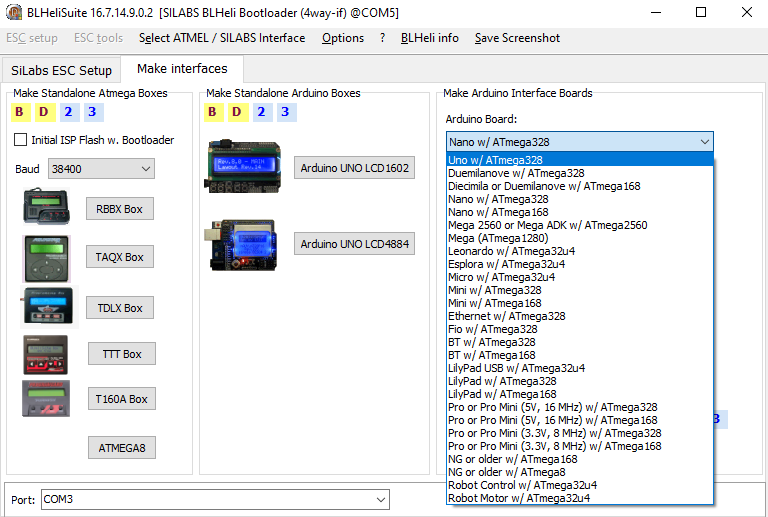 BLHeliSuite 16.7.14.9.0.2 [SILABS BLHeli Bootloader (4way-if) @COM5]
ESC setup ESC tools Select ATMEL / SILABS Interface Options ? BLHeli info Save Screenshot
SiLabs ESC Setup Make interfaces
Make Standalone Atmega Boxes
B D 2 3
Initial ISP Flash w. Bootloader
Baud 38400
RBBX Box
TAQX Box
TDLX Box
TTT Box
T160A Box
ATMEGA8
Make Standalone Arduino Boxes
B D 2 3
Rev.8.0 - MAIN
Layout Rev.14
Arduino UNO LCD1602
Arduino UNO LCD4884
Make Arduino Interface Boards
Arduino Board:
Nano w/ ATmega328
Uno w/ ATmega328
Duemilanove w/ ATmega328
Diecimila or Duemilanove w/ ATmega168
Nano w/ ATmega328
Nano w/ ATmega168
Mega 2560 or Mega ADK w/ ATmega2560
Mega (ATmega1280)
Leonardo w/ ATmega32u4
Esplora w/ ATmega32u4
Micro w/ ATmega32u4
Mini w/ ATmega328
Mini w/ ATmega168
Ethernet w/ ATmega328
Fio w/ ATmega328
BT w/ ATmega328
BT w/ ATmega168
LilyPad USB w/ ATmega32u4
LilyPad w/ ATmega328
LilyPad w/ ATmega168
Pro or Pro Mini (5V, 16 MHz) w/ ATmega328
Pro or Pro Mini (5V, 16 MHz) w/ ATmega168
Pro or Pro Mini (3.3V, 8 MHz) w/ ATmega328
Pro or Pro Mini (3.3V, 8 MHz) w/ ATmega168
NG or older w/ ATmega168
NG or older w/ ATmega8
Robot Control w/ ATmega32u4
Robot Motor w/ ATmega32u4
3
Port: COM3